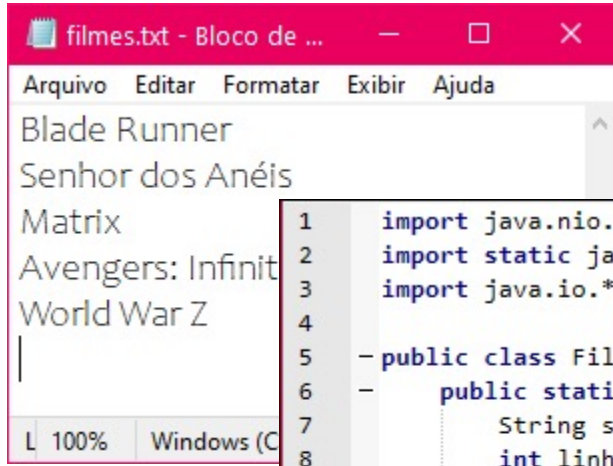 filmes.txt - Bloco de ...
Arquivo Editar Formatar Exibir Ajuda
Blade Runner
Senhor dos Anéis
Matrix
Avengers: Infinit
World War Z
L 100% Windows (C
1 import java.nio.
2 import static ja
3 import java.io.*
4
5 public class Fil
6 public stati
7 String s
8 int linh